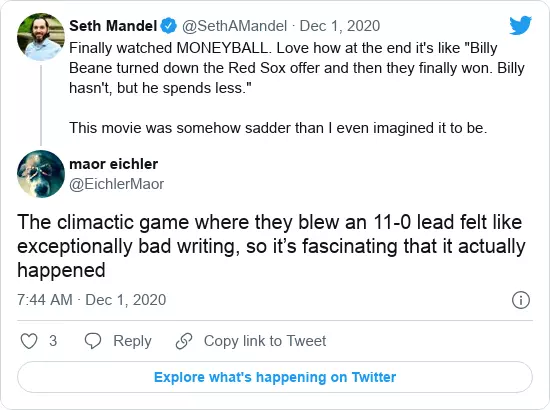 Seth Mandel @SethAMandel · Dec 1, 2020
Finally watched MONEYBALL. Love how at the end it's like "Billy
Beane turned down the Red Sox offer and then they finally won. Billy
hasn't, but he spends less."
This movie was somehow sadder than I even imagined it to be.
maor eichler
@EichlerMaor
The climactic game where they blew an 11-0 lead felt like
exceptionally bad writing, so it’s fascinating that it actually
happened
7:44 AM · Dec 1, 2020
3 Reply Copy link to Tweet
Explore what's happening on Twitter